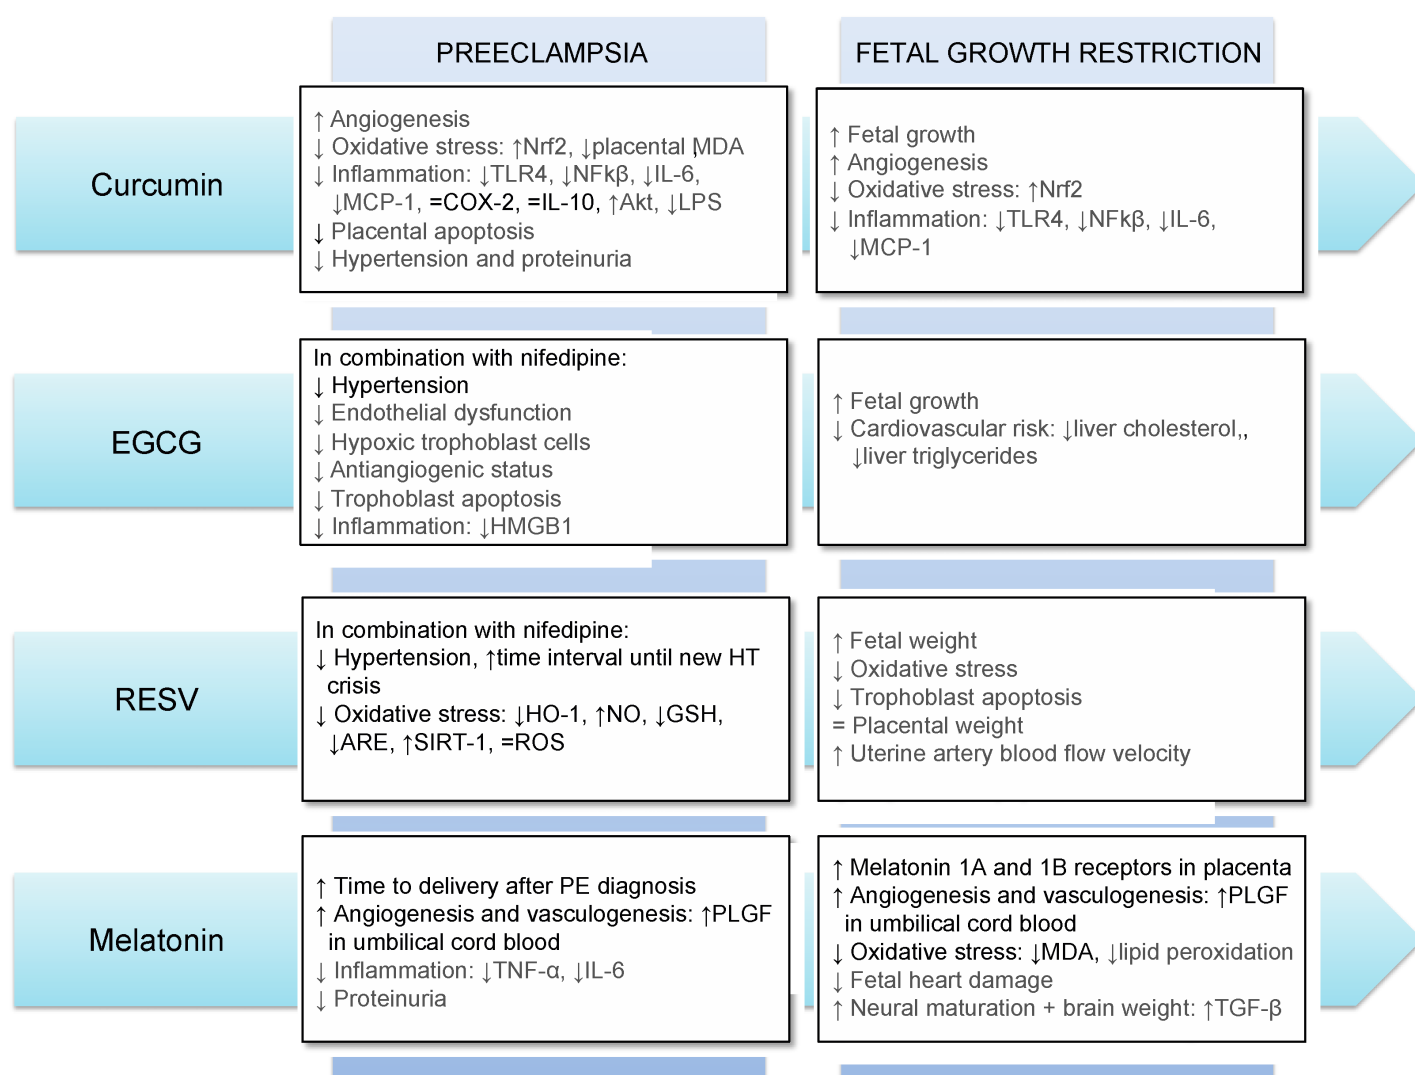 PREECLAMPSIA
FETAL GROWTH RESTRICTION
Curcumin
↑ Angiogenesis
↓ Oxidative stress: ↑Nrf2, ↓placental ,MDA
↓ Inflammation: ↓TLR4, ↓NFkβ, ↓IL-6,
↓MCP-1, =COX-2, =IL-10, ↑Akt, ↓LPS
↓ Placental apoptosis
↓ Hypertension and proteinuria
↑ Fetal growth
↑ Angiogenesis
↓ Oxidative stress: ↑Nrf2
↓ Inflammation: ↓TLR4, ↓NFkβ, ↓IL-6,
↓MCP-1
EGCG
In combination with nifedipine:
↓ Hypertension
↓ Endothelial dysfunction
↓ Hypoxic trophoblast cells
↓ Antiangiogenic status
↓ Trophoblast apoptosis
↓ Inflammation: ↓HMGB1
↑ Fetal growth
↓ Cardiovascular risk: ↓liver cholesterol,,
↓liver triglycerides
RESV
In combination with nifedipine:
↓ Hypertension, ↑time interval until new HT
crisis
↓ Oxidative stress: ↓HO-1, ↑NO, ↓GSH,
↓ARE, ↑SIRT-1, =ROS
↑ Fetal weight
↓ Oxidative stress
↓ Trophoblast apoptosis
= Placental weight
↑ Uterine artery blood flow velocity
Melatonin
↑ Time to delivery after PE diagnosis
↑ Angiogenesis and vasculogenesis: ↑PLGF
in umbilical cord blood
↓ Inflammation: ↓TNF-α, ↓IL-6
↓ Proteinuria
↑ Melatonin 1A and 1B receptors in placenta
↑ Angiogenesis and vasculogenesis: ↑PLGF
in umbilical cord blood
↓ Oxidative stress: ↓MDA, ↓lipid peroxidation
↓ Fetal heart damage
↑ Neural maturation + brain weight: ↑TGF-β